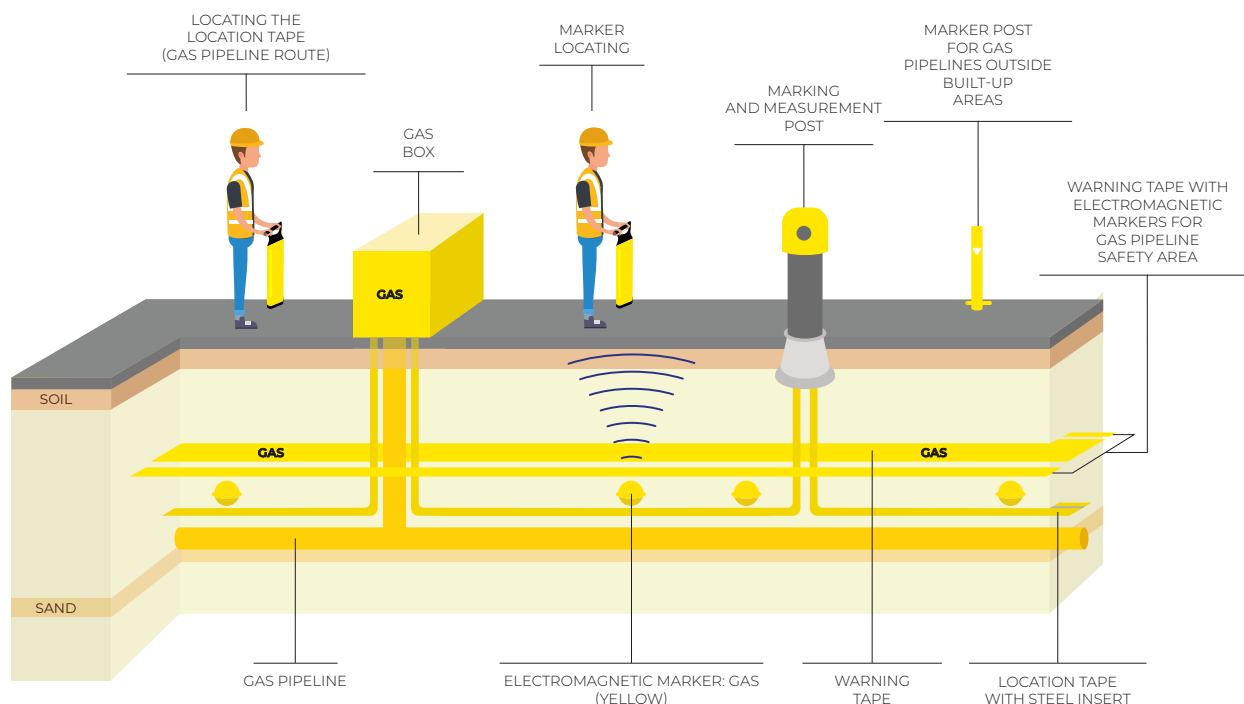 LOCATING THE
LOCATION TAPE
(GAS PIPELINE ROUTE)
MARKER
LOCATING
MARKER POST
FOR GAS
PIPELINES OUTSIDE
BUILT-UP
AREAS
MARKING
AND MEASUREMENT
POST
GAS
BOX
WARNING TAPE WITH
ELECTROMAGNETIC
MARKERS FOR
GAS PIPELINE
SAFETY AREA
GAS
SOIL
GAS
GAS
SAND
GAS PIPELINE
ELECTROMAGNETIC MARKER: GAS
(YELLOW)
WARNING
TAPE
LOCATION TAPE
WITH STEEL INSERT